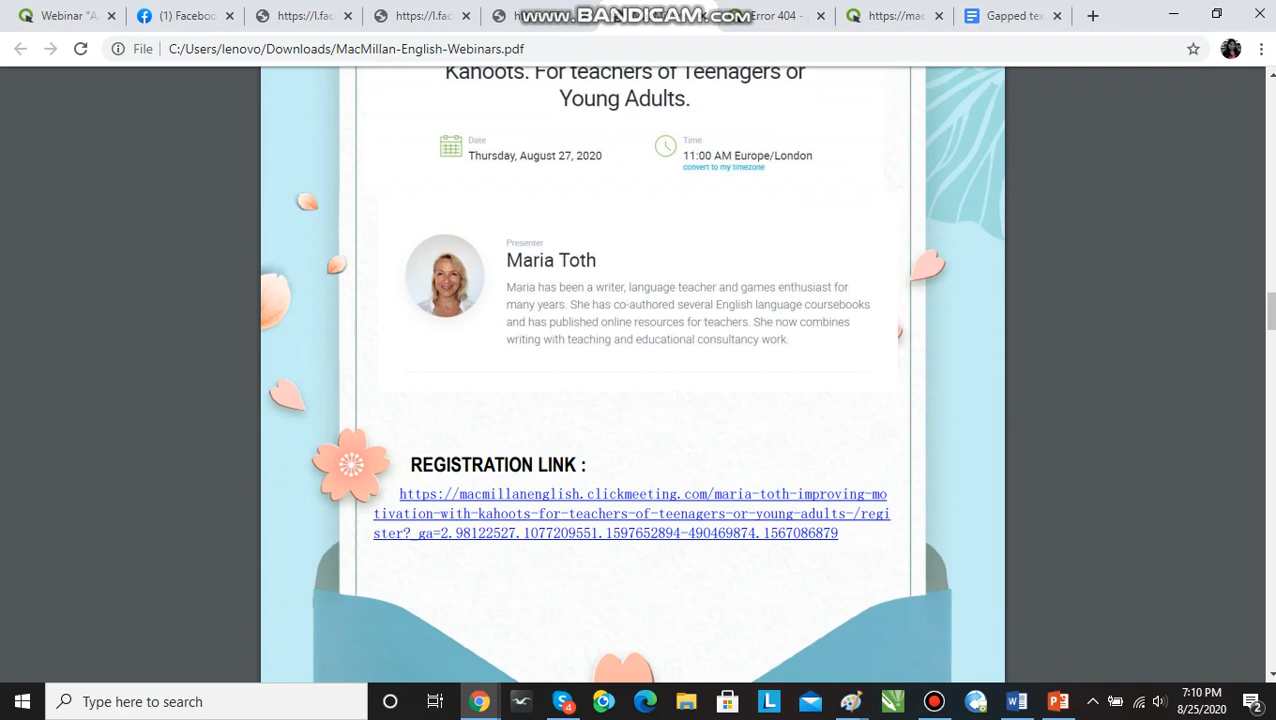 www.BANDICAM.com
Webinar "A
(1) Faceboo
https://l.fac
https://l.fac
rror 404 -
https://mac
Gapped tex
File
C:/Users/lenovo/Downloads/MacMillan-English-Webinars.pdf
Kahoots. For teachers of Teenagers or
Young Adults.
Date
Thursday, August 27, 2020
Time
11:00 AM Europe/London
convert to my timezone
Presenter
Maria Toth
Maria has been a writer, language teacher and games enthusiast for
many years. She has co-authored several English language coursebooks
and has published online resources for teachers. She now combines
writing with teaching and educational consultancy work.
REGISTRATION LINK :
https://macmillanenglish.clickmeeting.com/maria-toth-improving-mo
tivation-with-kahoots-for-teachers-of-teenagers-or-young-adults-/regi
ster?_ga=2.98122527.1077209551.1597652894-490469874.1567086879
Type here to search
4
7:10 PM
8/25/2020
2